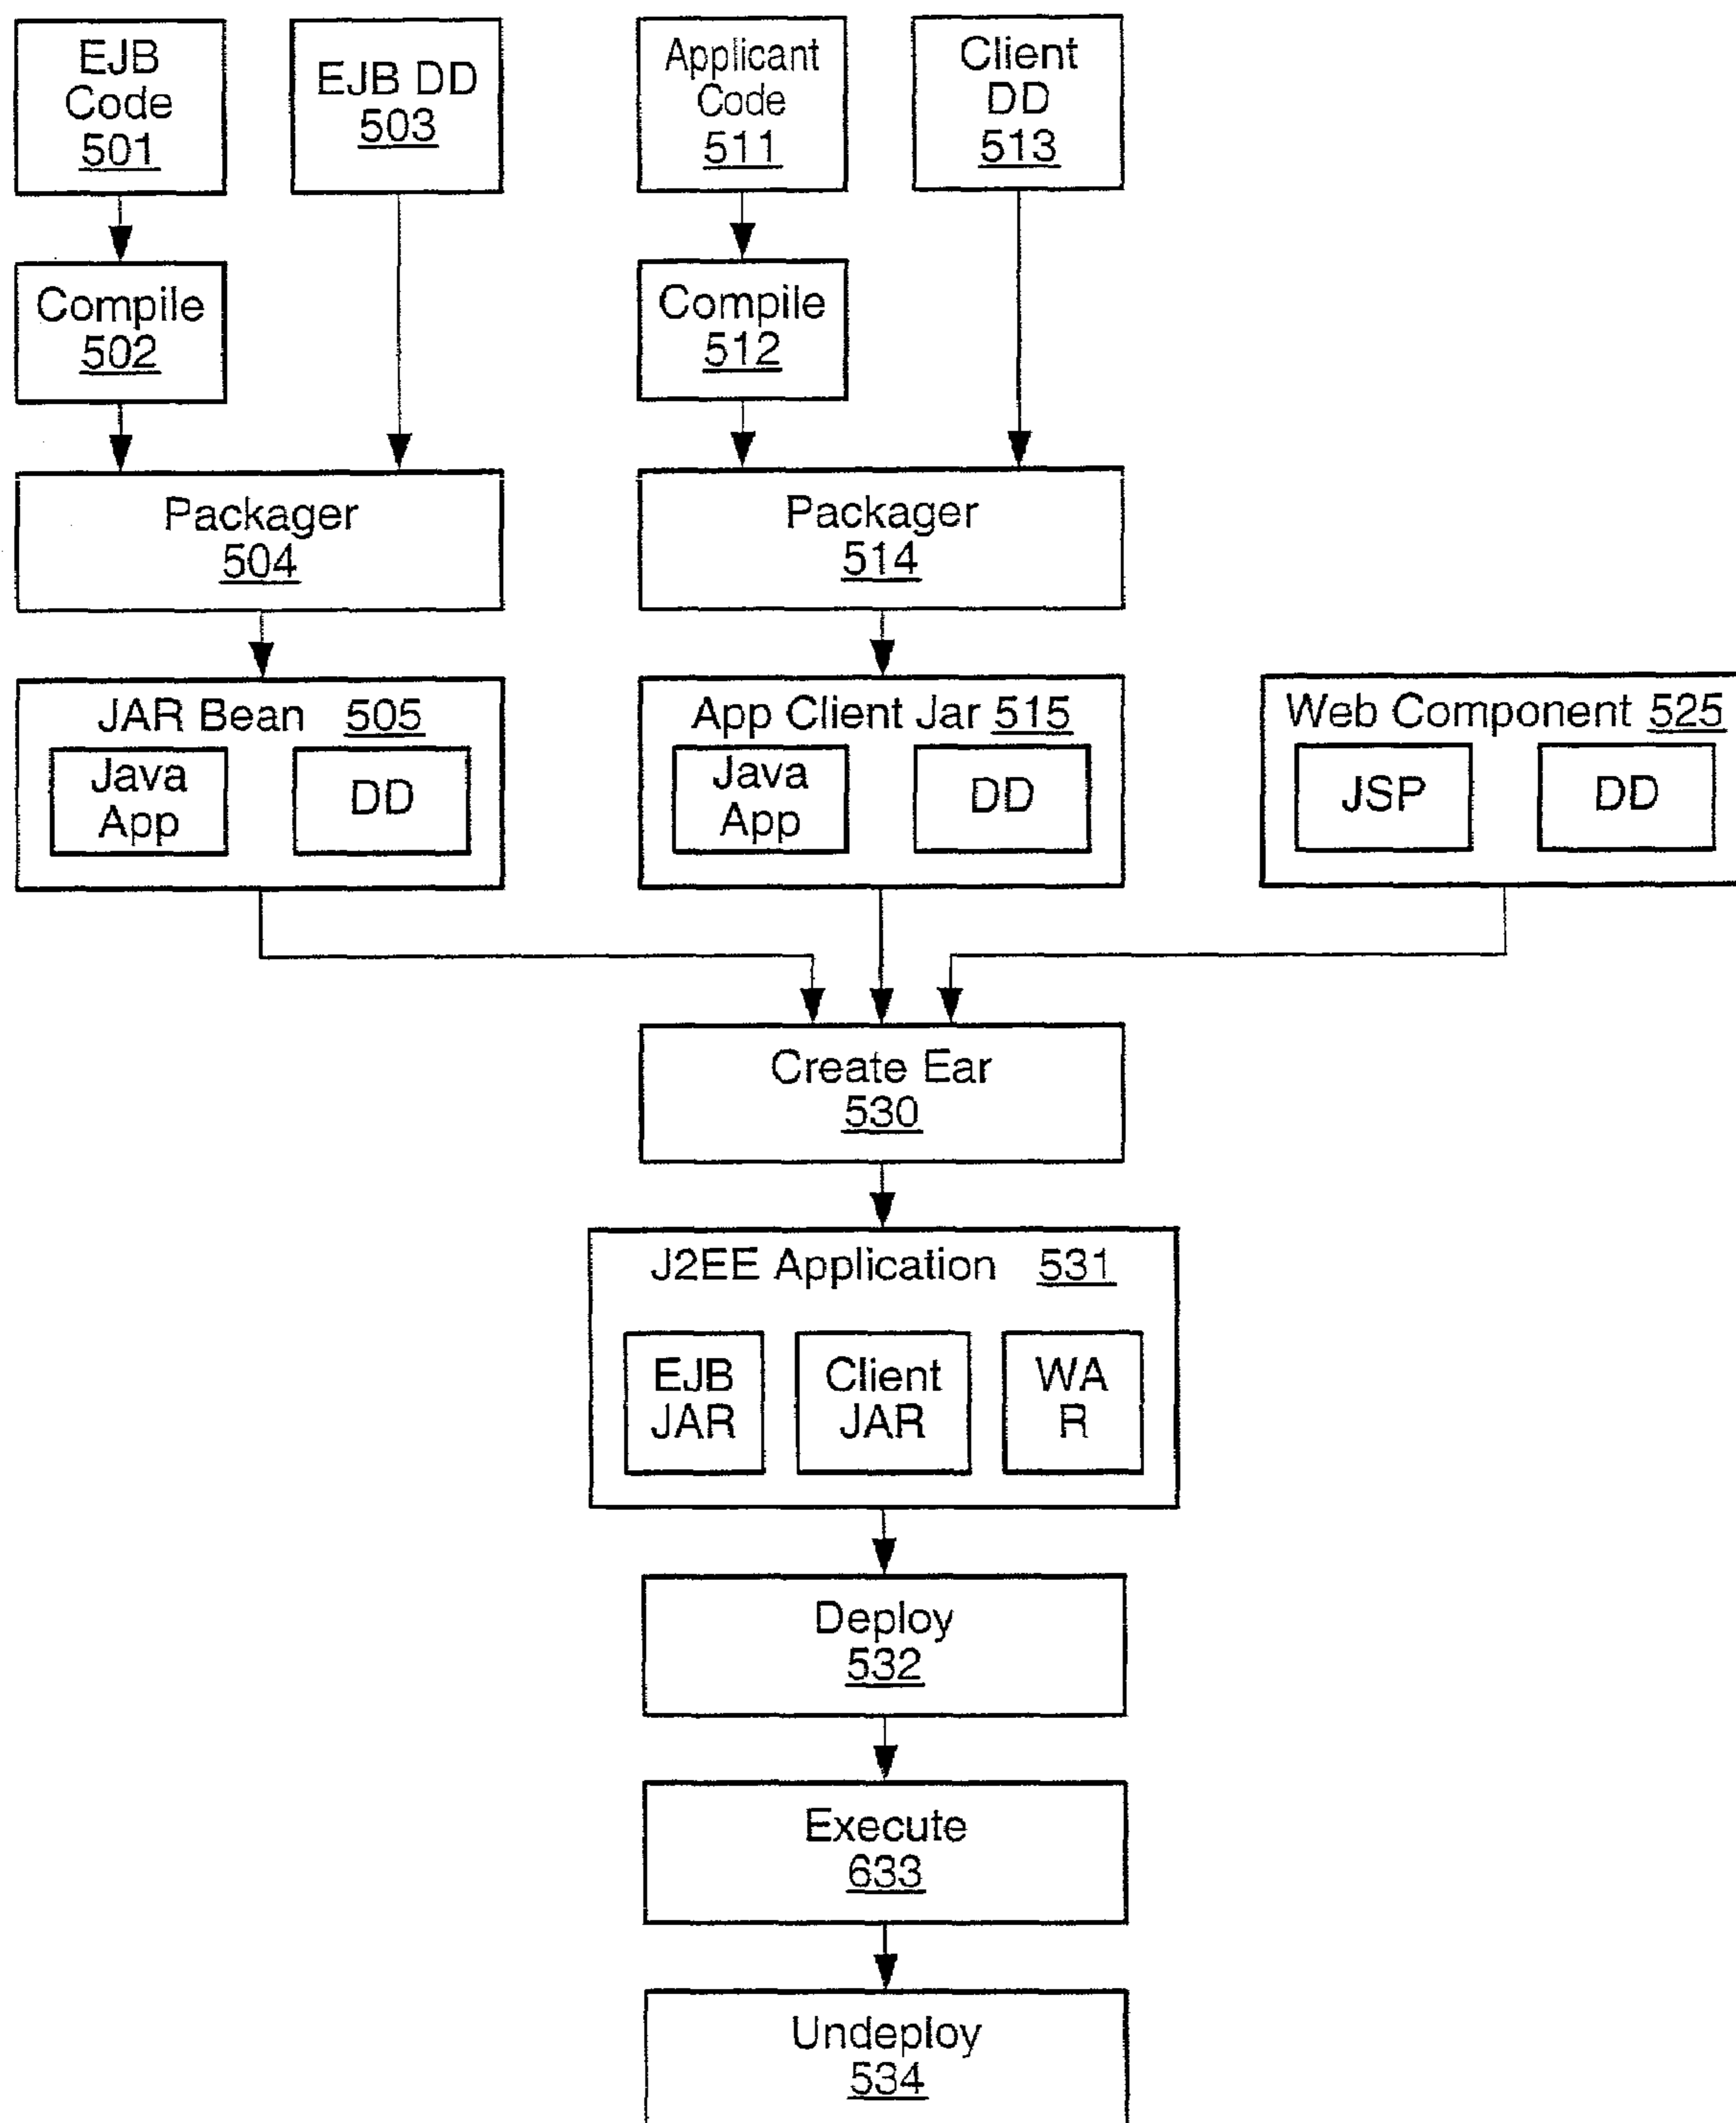 EJB
Code
501
EJB DD
503
Applicant
Code
511
Client
DD
513
Compile
502
Compile
512
Packager
504
Packager
514
JAR Bean 505
Java
App
DD
App Client Jar 515
Java
App
DD
Web Component 525
JSP
DD
Create Ear
530
J2EE Application 531
EJB
JAR
Client
JAR
WA
R
Deploy
532
Execute
633
Undeploy
534